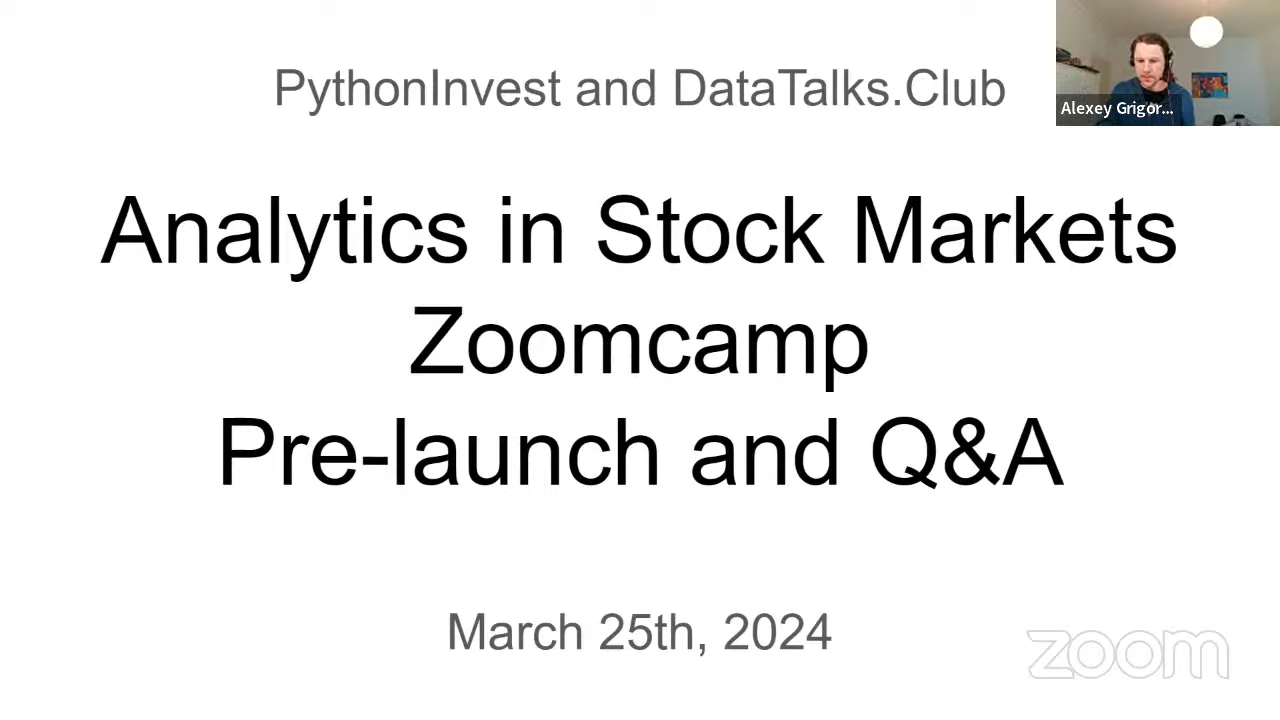 PythonInvest and DataTalks.Club
Alexey Grigor...
Analytics in Stock Markets
Zoomcamp
Pre-launch and Q&A
March 25th, 2024
zoom